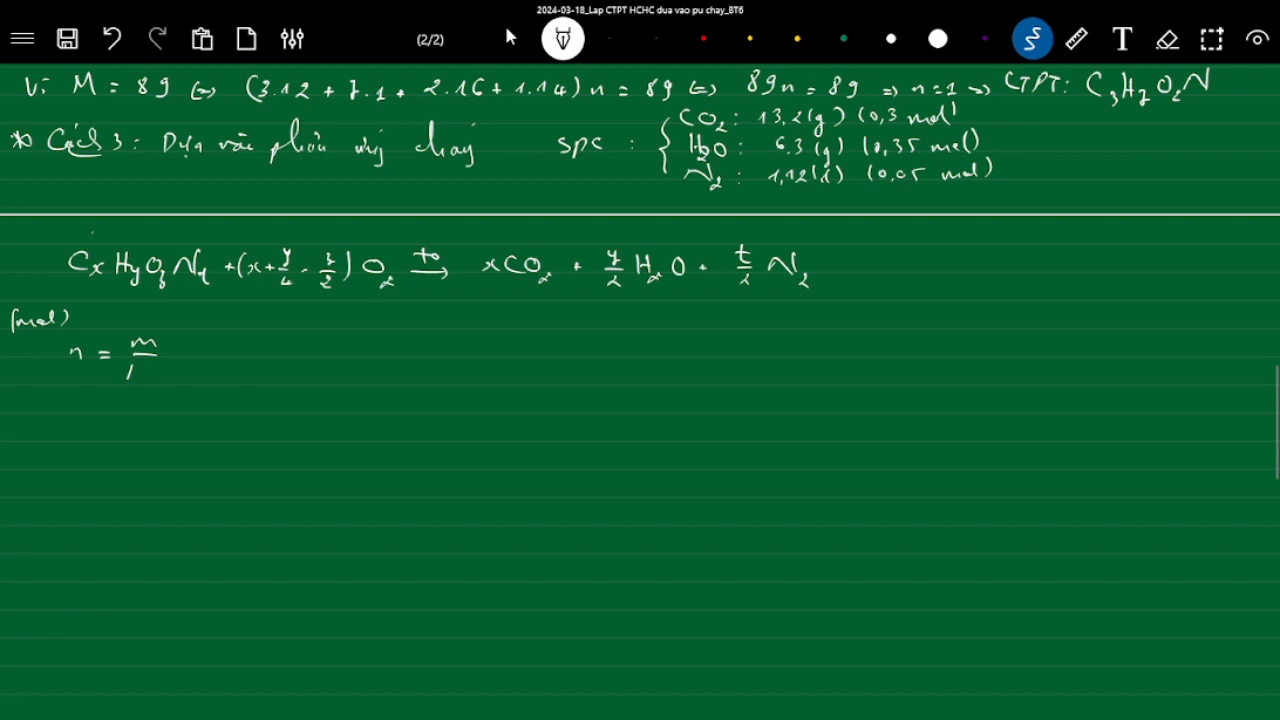 2024-03-18_Lap CTPT HCHC dua vao pu chay_BT6
(2/2)
Vì M = 89 ⇔ (3.12 + 7.1 + 2.16 + 1.14) n = 89 ⇔ 89n = 89 ⇒ n = 1 ⇒ CTPT: C₃H₇O₂N
* Cách 3: Dựa vào phản ứng cháy spc : { CO₂: 13,2(g) (0,3 mol)
H₂O: 6.3(g) (0,35 mol)
N₂: 1,12(l) (0,05 mol)
CxHyOzNt + (x + y/4 - z/2) O₂ t° → xCO₂ + y/2 H₂O + t/2 N₂
(mol)
n = m